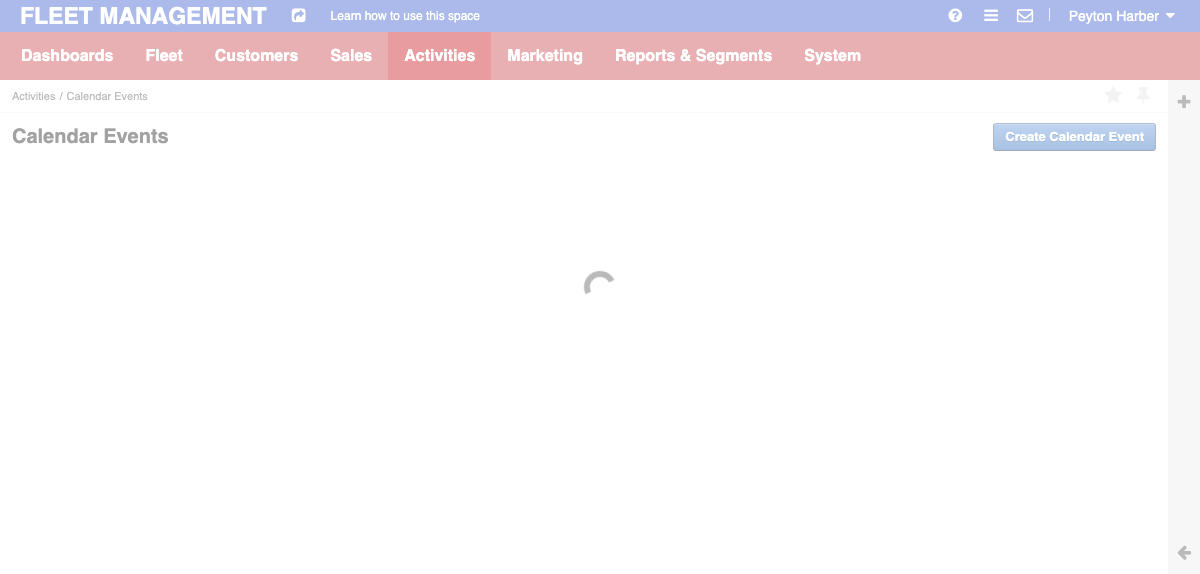 FLEET MANAGEMENT Learn how to use this space Peyton Harber
Dashboards Fleet Customers Sales Activities Marketing Reports & Segments System
Activities / Calendar Events
Calendar Events Create Calendar Event